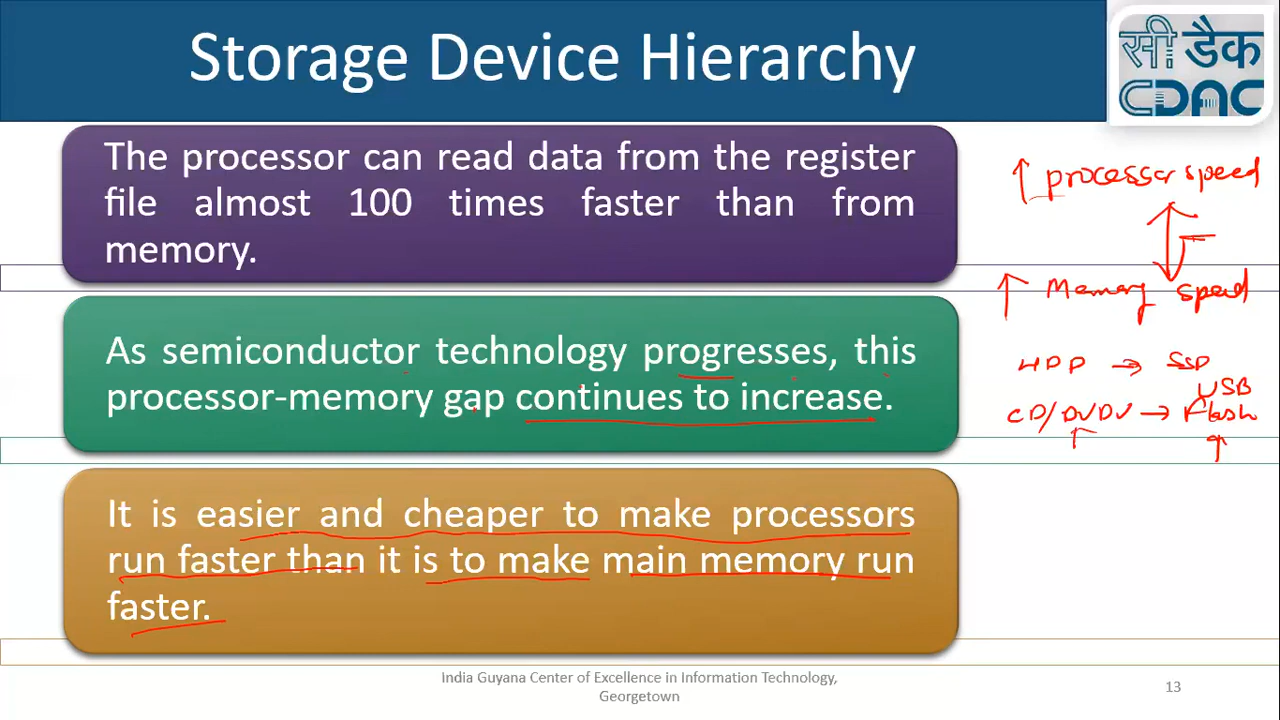 Storage Device Hierarchy
सी डैक
CDAC
The processor can read data from the register
file almost 100 times faster than from
memory.
As semiconductor technology progresses, this
processor-memory gap continues to increase.
It is easier and cheaper to make processors
run faster than it is to make main memory run
faster.
↑ processor speed
↑ Memory speed
HDD → SSD
USB
CD/DVDV → Flash
India Guyana Center of Excellence in Information Technology,
Georgetown
13